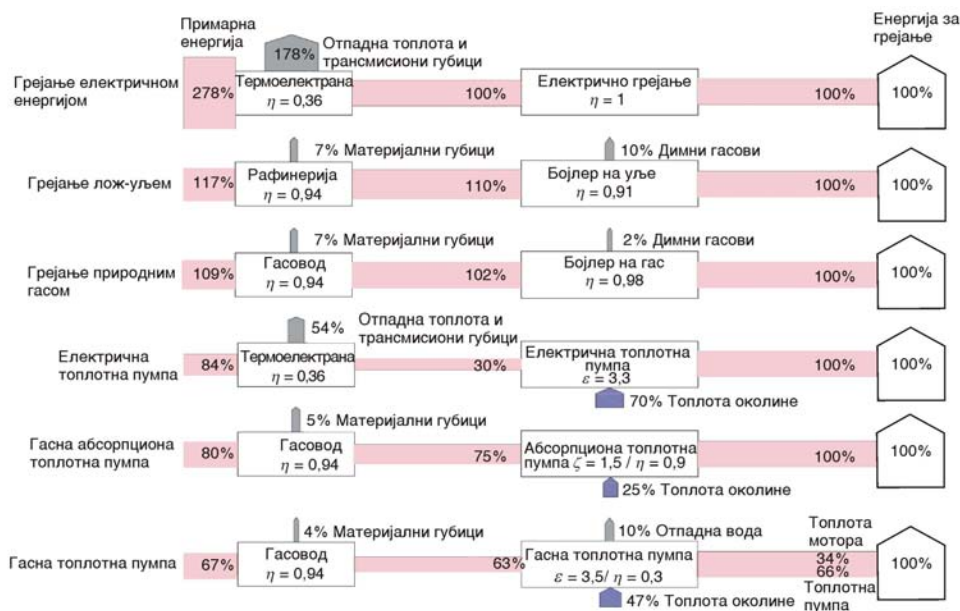 Примарна
енергија
Енергија за
грејање
178%
Отпадна топлота и
трансмисиони губици
Грејање електричном
енергијом
278%
Термоелектрана
η = 0,36
100%
Електрично грејање
η = 1
100%
100%
7% Материјални губици
10% Димни гасови
Грејање лож-уљем
117%
Рафинерија
η = 0,94
110%
Бојлер на уље
η = 0,91
100%
100%
7% Материјални губици
2% Димни гасови
Грејање природним
гасом
109%
Гасовод
η = 0,94
102%
Бојлер на гас
η = 0,98
100%
100%
54%
Отпадна топлота и
трансмисиони губици
Електрична
топлотна пумпа
84%
Термоелектрана
η = 0,36
30%
Електрична топлотна
пумпа
ε = 3,3
100%
100%
70% Топлота околине
5% Материјални губици
Гасна абсорпциона
топлотна пумпа
80%
Гасовод
η = 0,94
75%
Абсорпциона топлотна
пумпа ζ = 1,5 / η = 0,9
100%
100%
25% Топлота околине
4% Материјални губици
10% Отпадна вода
Топлота
мотора
Гасна топлотна пумпа
67%
Гасовод
η = 0,94
63%
Гасна топлотна пумпа
ε = 3,5/ η = 0,3
34%
66%
Топлотна
пумпа
100%
47% Топлота околине